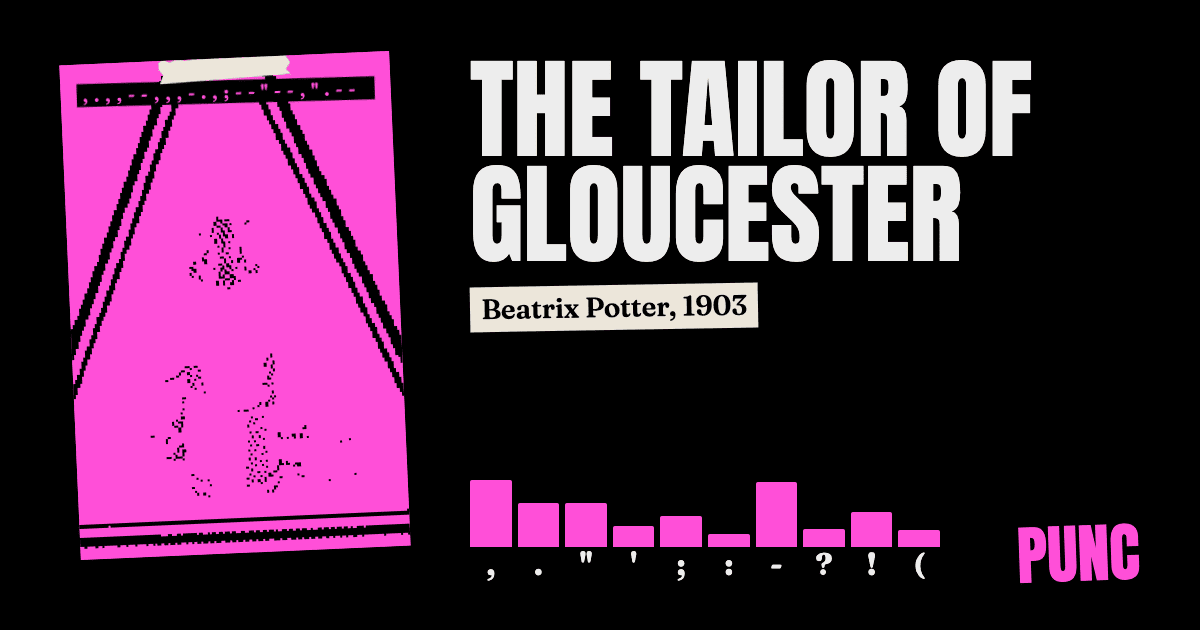 ,.,,--,,,-.,;--"--,".--
THE TAILOR OF
GLOUCESTER
Beatrix Potter, 1903
, . " ' ; : - ? ! (
PUNC